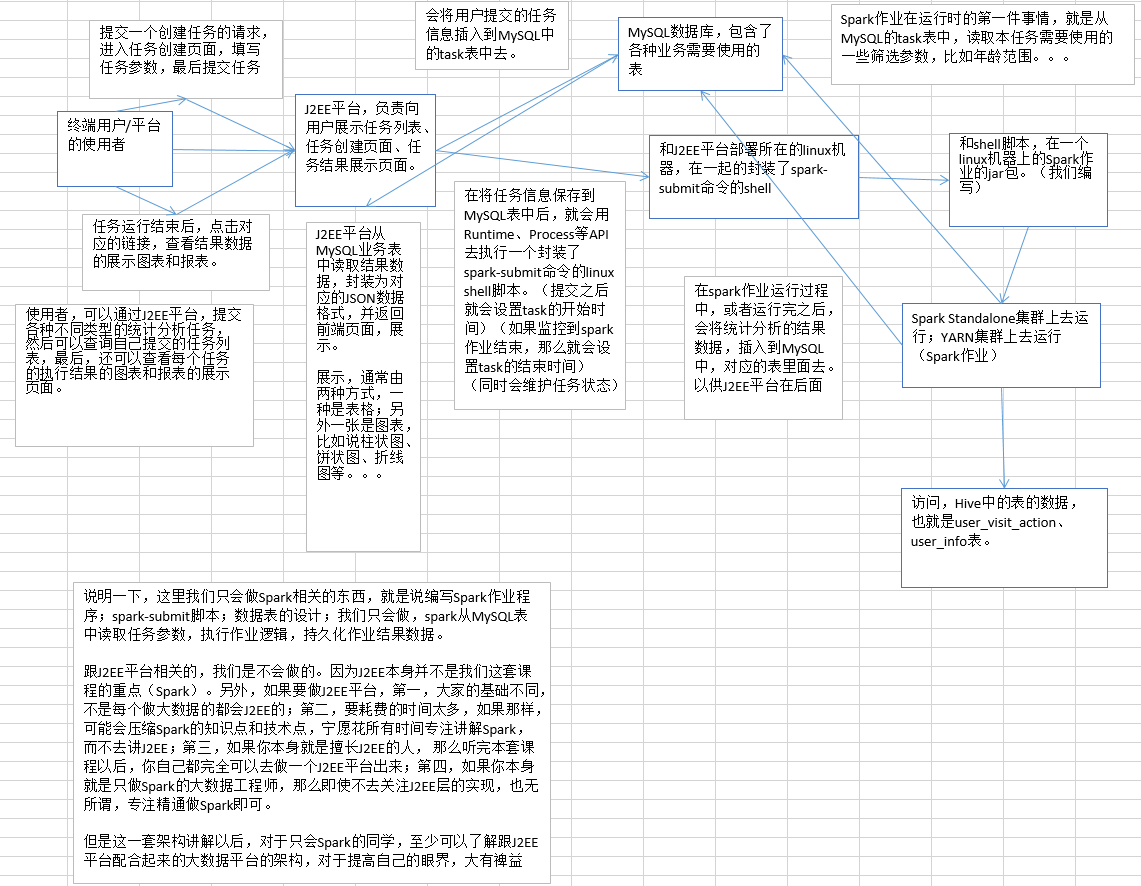 提交一个创建任务的请求，
进入任务创建页面，填写
任务参数，最后提交任务
会将用户提交的任务
信息插入到MySQL中
的task表中去。
MySQL数据库，包含了
各种业务需要使用的
表
Spark作业在运行时的第一件事情，就是从
MySQL的task表中，读取本任务需要使用的
一些筛选参数，比如年龄范围。。。
终端用户/平台
的使用者
J2EE平台，负责向
用户展示任务列表、
任务创建页面、任
务结果展示页面。
和J2EE平台部署所在的linux机
器，在一起的封装了spark-
submit命令的shell
和shell脚本，在一个
linux机器上的Spark作
业的jar包。（我们编
写）
任务运行结束后，点击对
应的链接，查看结果数据
的展示图表和报表。
使用者，可以通过J2EE平台，提交
各种不同类型的统计分析任务，
然后可以查询自己提交的任务列
表，最后，还可以查看每个任务
的执行结果的图表和报表的展示
页面。
J2EE平台从
MySQL业务表
中读取结果数
据，封装为对
应的JSON数据
格式，并返回
前端页面，展
示。
展示，通常由
两种方式，一
种是表格；另
外一张是图表，
比如说柱状图、
饼状图、折线
图等。。。
在将任务信息保存到
MySQL表中后，就会用
Runtime、Process等API
去执行一个封装了
spark-submit命令的linux
shell脚本。（提交之后
就会设置task的开始时
间）（如果监控到spark
作业结束，那么就会设
置task的结束时间）
（同时会维护任务状态）
在spark作业运行过程
中，或者运行完之后，
会将统计分析的结果
数据，插入到MySQL
中，对应的表里面去。
以供J2EE平台在后面
Spark Standalone集群上去运
行；YARN集群上去运行
（Spark作业）
访问，Hive中的表的数据，
也就是user_visit_action、
user_info表。
说明一下，这里我们只会做Spark相关的东西，就是说编写Spark作业程
序；spark-submit脚本；数据表的设计；我们只会做，spark从MySQL表
中读取任务参数，执行作业逻辑，持久化作业结果数据。
跟J2EE平台相关的，我们是不会做的。因为J2EE本身并不是我们这套课
程的重点（Spark）。另外，如果要做J2EE平台，第一，大家的基础不同，
不是每个做大数据的都会J2EE的；第二，要耗费的时间太多，如果那样，
可能会压缩Spark的知识点和技术点，宁愿花所有时间专注讲解Spark，
而不去讲J2EE；第三，如果你本身就是擅长J2EE的人， 那么听完本套课
程以后，你自己都完全可以去做一个J2EE平台出来；第四，如果你本身
就是只做Spark的大数据工程师，那么即使不去关注J2EE层的实现，也无
所谓，专注精通做Spark即可。
但是这一套架构讲解以后，对于只会Spark的同学，至少可以了解跟J2EE
平台配合起来的大数据平台的架构，对于提高自己的眼界，大有裨益